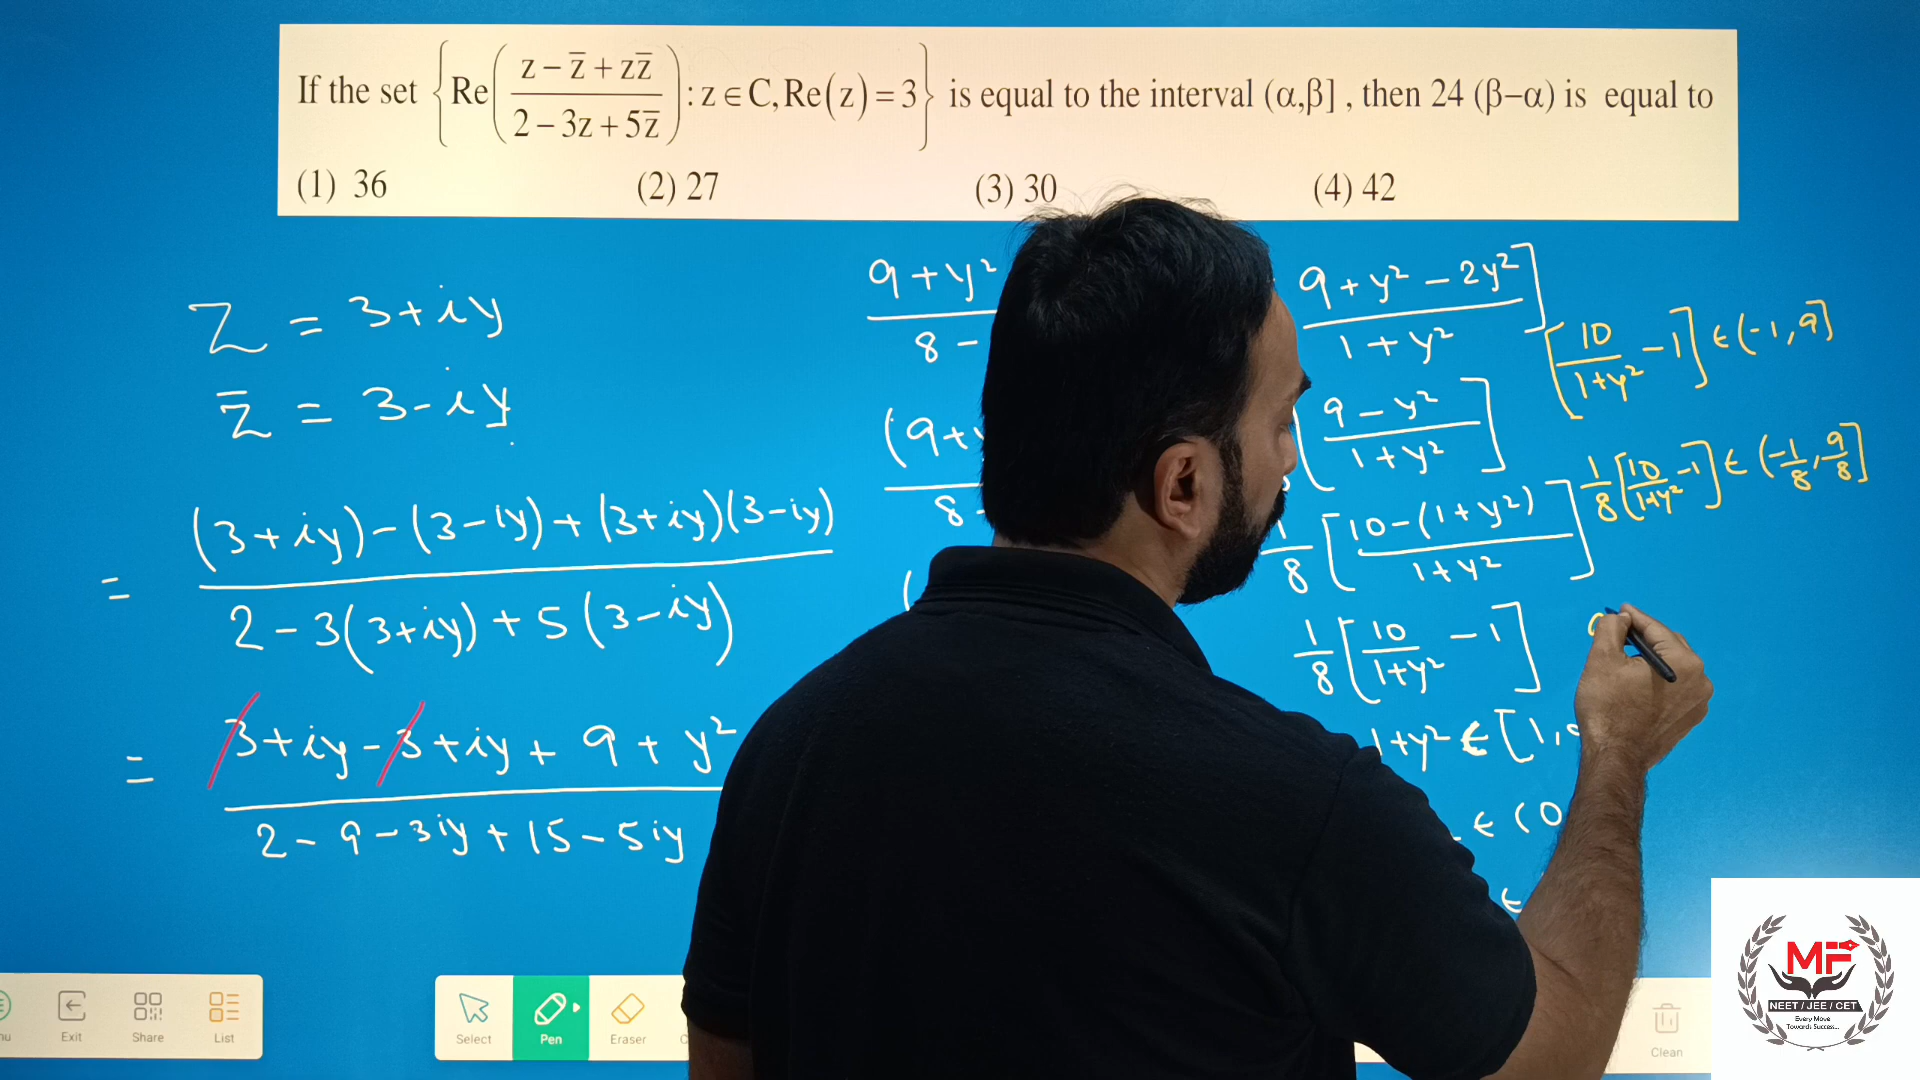 If the set {Re((z − z̅ + zz̅)/(2 − 3z + 5z̅)) : z ∈ C, Re(z) = 3} is equal to the interval (α,β] , then 24 (β−α) is equal to
(1) 36 (2) 27 (3) 30 (4) 42
Z = 3+iy
z̅ = 3-iy
= ((3+iy)-(3-iy)+(3+iy)(3-iy))/(2-3(3+iy)+5(3-iy))
= (3+iy-3+iy+9+y²)/(2-9-3iy+15-5iy)
9+y²
8-
(9+
8-
(9+y²-2y²)/(1+y²)]
[(9-y²)/(1+y²)]
1/8 [(10-(1+y²))/(1+y²)]
1/8 [10/(1+y²) -1]
1+y² ∈ [1,
∈ (0
∈
[10/(1+y²) -1] ∈ (-1, 9]
1/8 [10/(1+y²) -1] ∈ (-1/8, 9/8]
Exit
Share
List
Select
Pen
Eraser
Clean
MF
NEET / JEE / CET
Every Move
Towards Success...